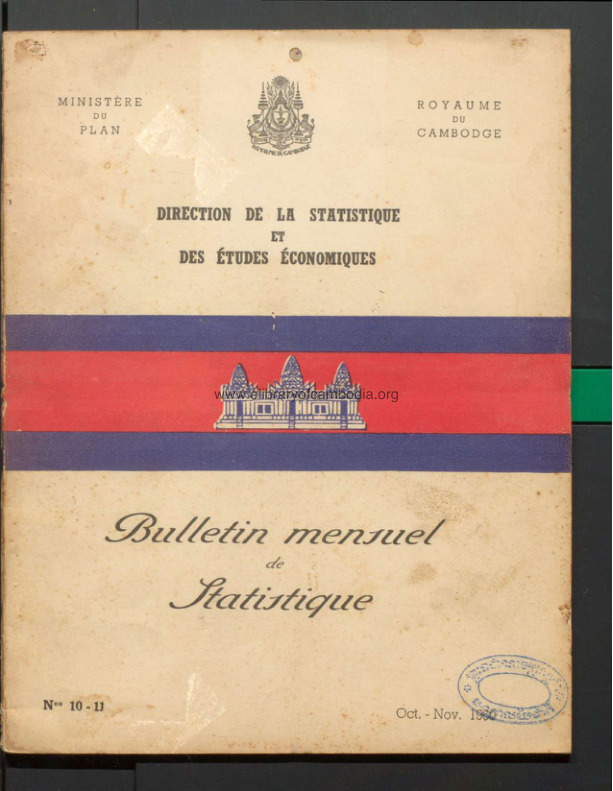 MINISTÈRE
DU
PLAN
ROYAUME
DU
CAMBODGE
DIRECTION DE LA STATISTIQUE
ET
DES ÉTUDES ÉCONOMIQUES
www.elibraryofcambodia.org
Bulletin mensuel
de
Statistique
Nos 10 - 11
Oct. - Nov.